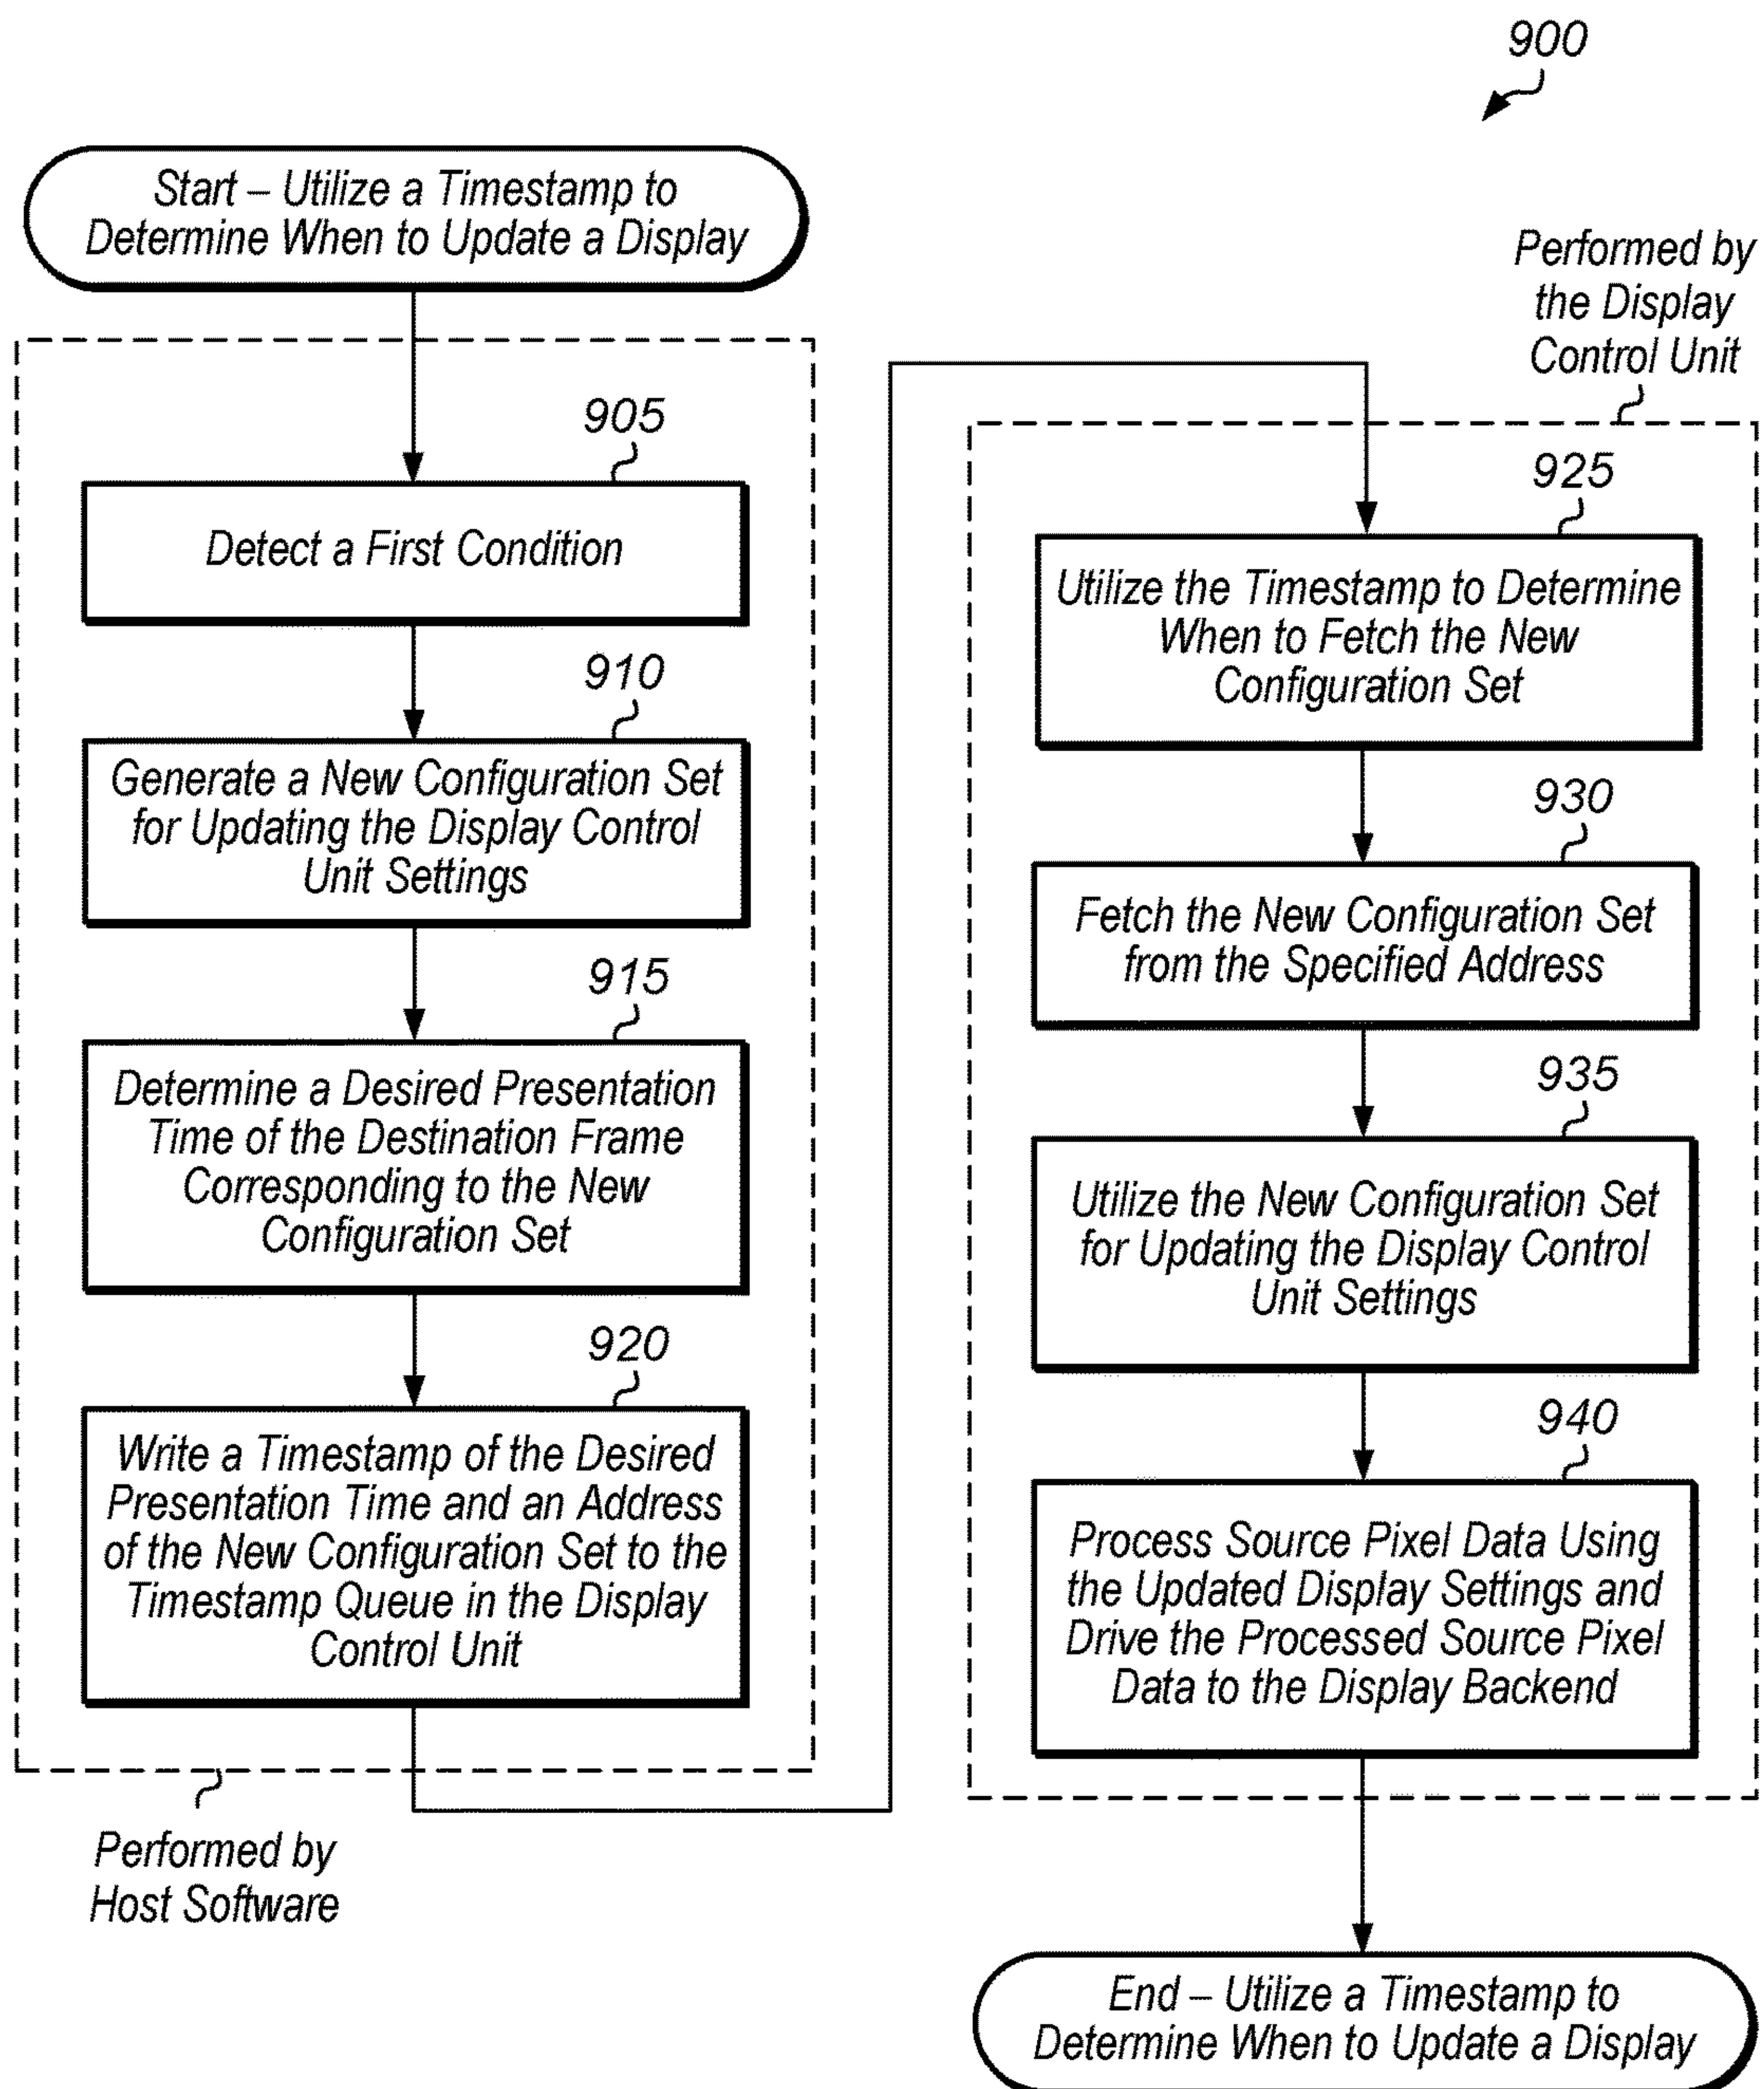 900
Start – Utilize a Timestamp to
Determine When to Update a Display
905
Detect a First Condition
910
Generate a New Configuration Set
for Updating the Display Control
Unit Settings
915
Determine a Desired Presentation
Time of the Destination Frame
Corresponding to the New
Configuration Set
920
Write a Timestamp of the Desired
Presentation Time and an Address
of the New Configuration Set to the
Timestamp Queue in the Display
Control Unit
Performed by
Host Software
Performed by
the Display
Control Unit
925
Utilize the Timestamp to Determine
When to Fetch the New
Configuration Set
930
Fetch the New Configuration Set
from the Specified Address
935
Utilize the New Configuration Set
for Updating the Display Control
Unit Settings
940
Process Source Pixel Data Using
the Updated Display Settings and
Drive the Processed Source Pixel
Data to the Display Backend
End – Utilize a Timestamp to
Determine When to Update a Display